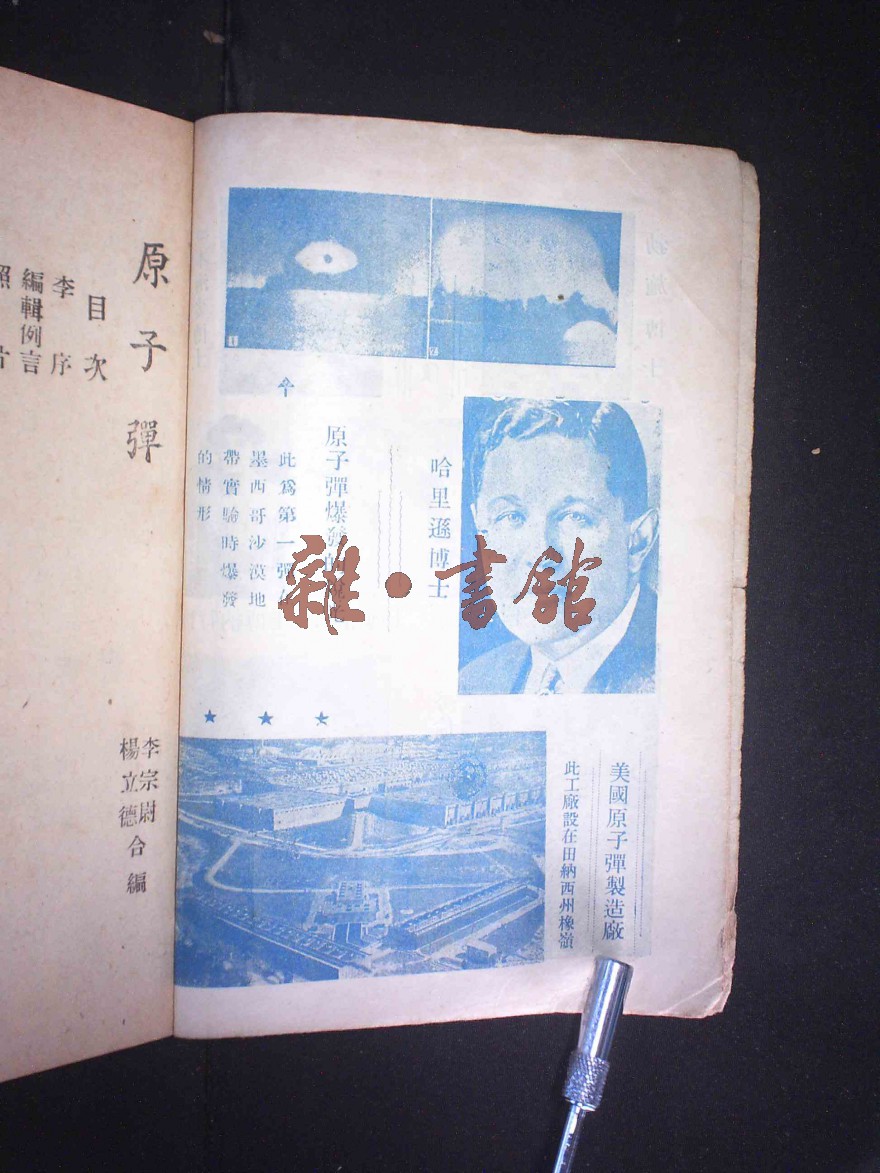 美國原子彈製造廠
此工廠設在田納西州橡嶺
哈里遜博士
原子彈爆發
此爲第一彈
墨西哥沙漠地
帶實驗時爆發
的情形
1
2
★ ★ ★
原子彈
李宗尉
楊立德 合編
目次
李序
編輯例言
照片
雜·書館